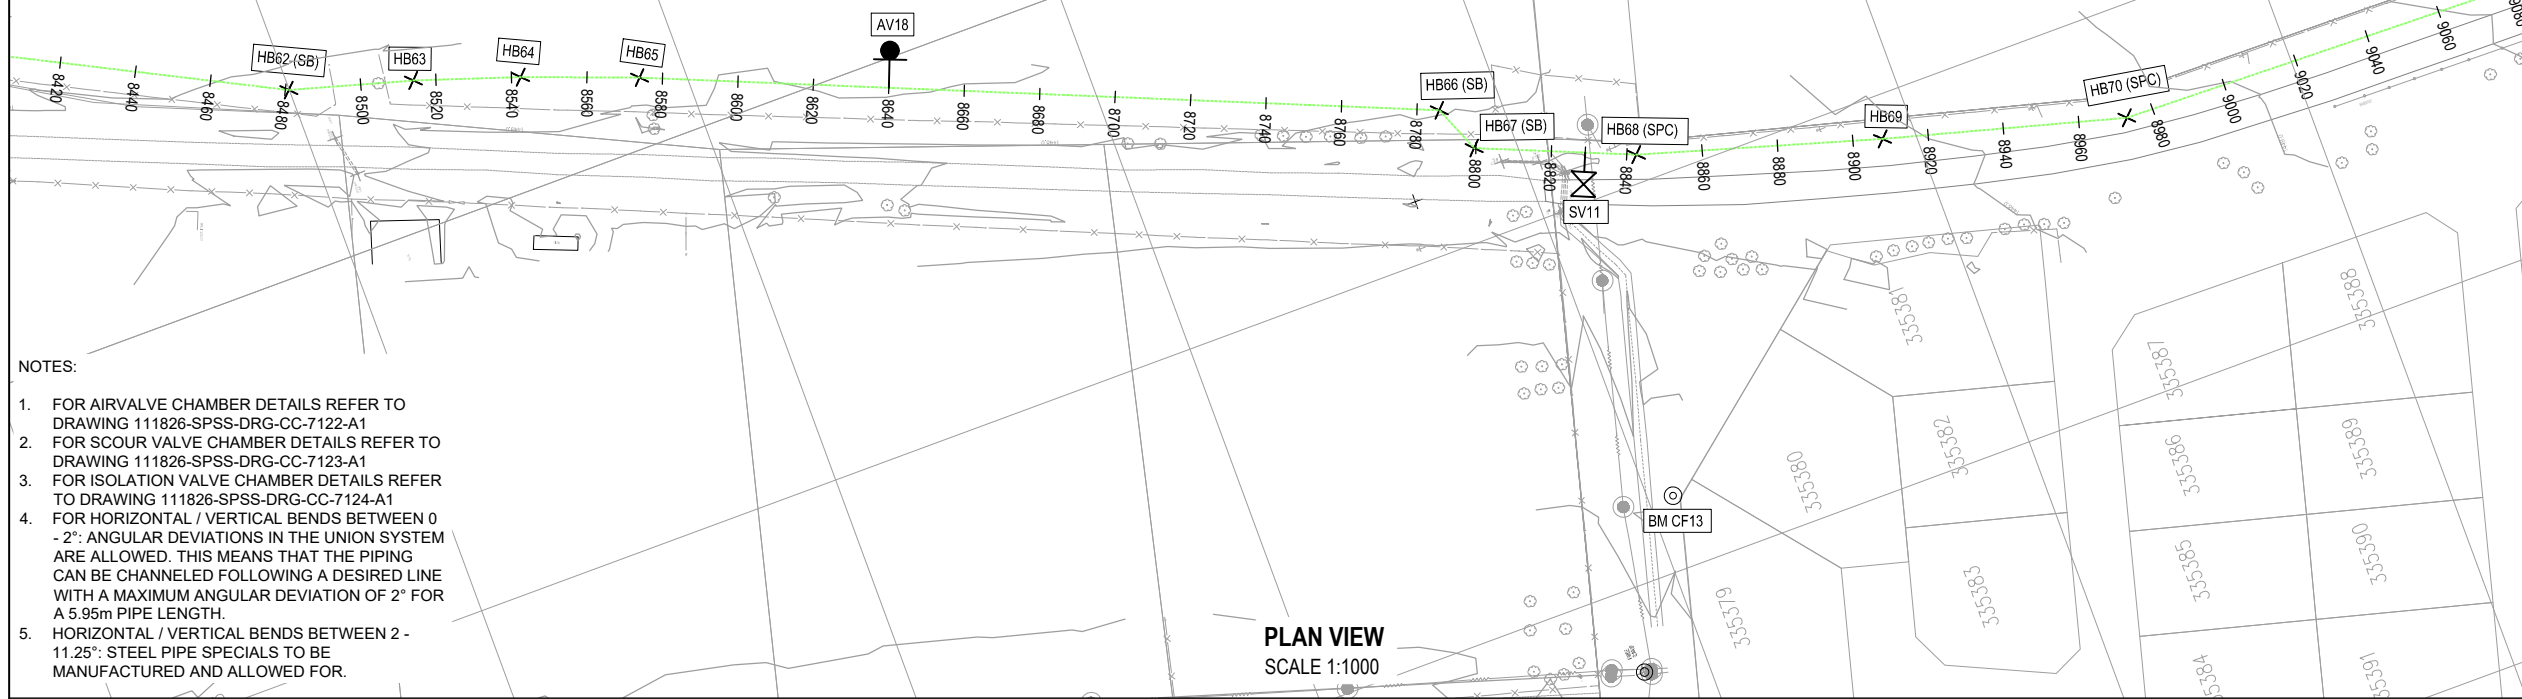 AV18
HB62 (SB)
HB63
HB64
HB65
HB66 (SB)
HB67 (SB)
HB68 (SPC)
HB69
HB70 (SPC)
8420
8440
8460
8480
8500
8520
8540
8560
8580
8600
8620
8640
8660
8680
8700
8720
8740
8760
8780
8800
8820
8840
8860
8880
8900
8920
8940
8960
8980
9000
9020
9040
9060
9080
SV11
BM CF13
335381
335382
335380
335383
335379
335388
335387
335389
335386
335390
335385
335391
335384
NOTES:
1. FOR AIRVALVE CHAMBER DETAILS REFER TO
DRAWING 111826-SPSS-DRG-CC-7122-A1
2. FOR SCOUR VALVE CHAMBER DETAILS REFER TO
DRAWING 111826-SPSS-DRG-CC-7123-A1
3. FOR ISOLATION VALVE CHAMBER DETAILS REFER
TO DRAWING 111826-SPSS-DRG-CC-7124-A1
4. FOR HORIZONTAL / VERTICAL BENDS BETWEEN 0
- 2°: ANGULAR DEVIATIONS IN THE UNION SYSTEM
ARE ALLOWED. THIS MEANS THAT THE PIPING
CAN BE CHANNELED FOLLOWING A DESIRED LINE
WITH A MAXIMUM ANGULAR DEVIATION OF 2° FOR
A 5.95m PIPE LENGTH.
5. HORIZONTAL / VERTICAL BENDS BETWEEN 2 -
11.25°: STEEL PIPE SPECIALS TO BE
MANUFACTURED AND ALLOWED FOR.
PLAN VIEW
SCALE 1:1000